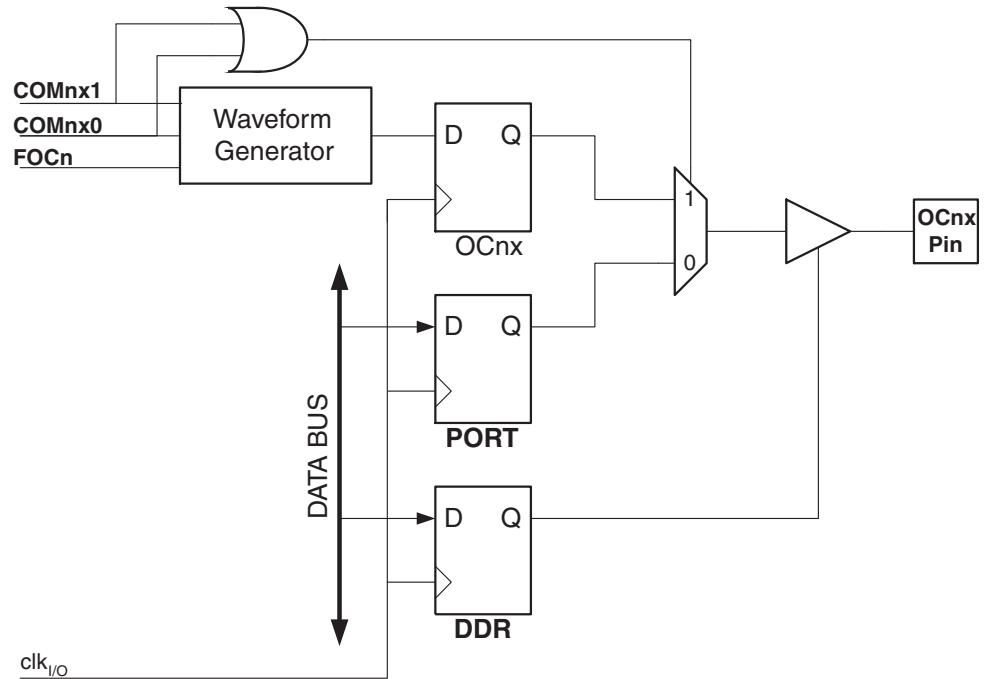 COMnx1
COMnx0
FOCn
Waveform
Generator
D Q
OCnx
1
0
OCnx
Pin
D Q
PORT
DATA BUS
D Q
DDR
clkI/O